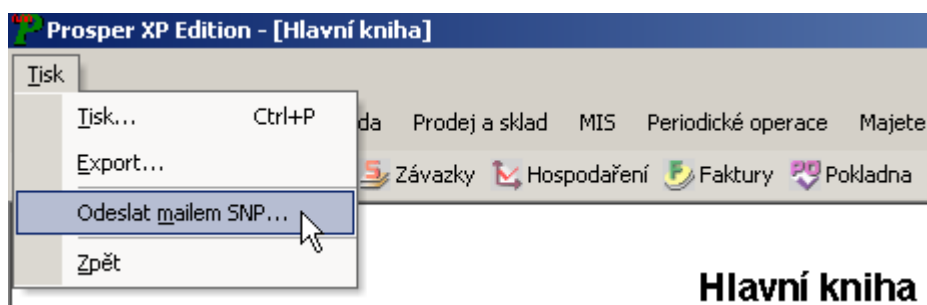 Prosper XP Edition - [Hlavní kniha]
Tisk
Tisk... Ctrl+P
da Prodej a sklad MIS Periodické operace Majete
Export...
Závazky Hospodaření Faktury Pokladna
Odeslat mailem SNP...
Zpět
Hlavní kniha